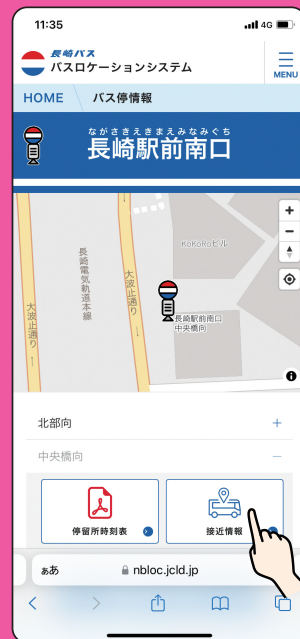 11:35
4G
長崎バス
バスロケーションシステム
MENU
HOME
バス停情報
ながさきえきまえみなみぐち
長崎駅前南口
KoKoRoビル
長崎電気軌道本線
大波止通り
大波止通り
長崎駅前南口
中央橋向
北部向
中央橋向
停留所時刻表
接近情報
ぁあ
nbloc.jcld.jp